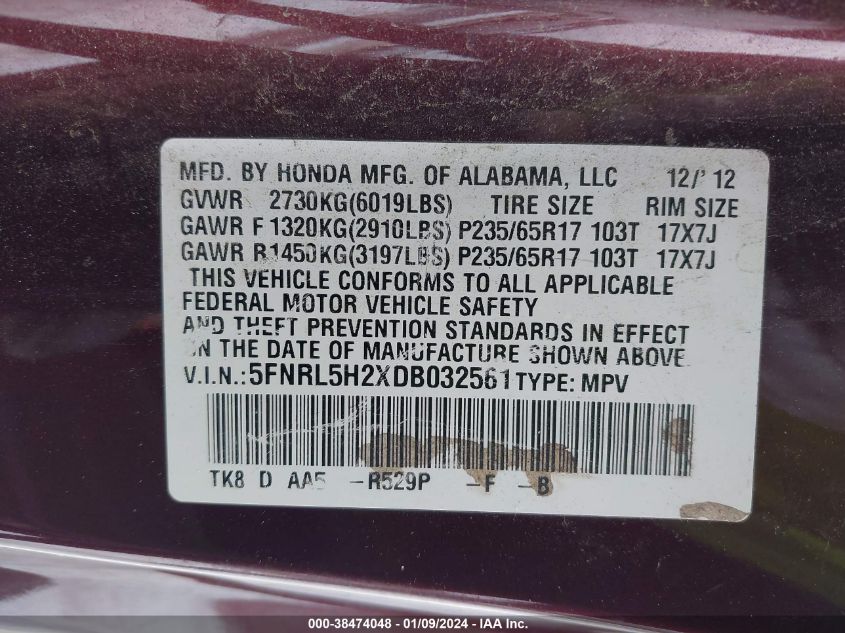 MFD. BY HONDA MFG. OF ALABAMA, LLC 12/'12
GVWR 2730KG(6019LBS) TIRE SIZE RIM SIZE
GAWR F 1320KG(2910LBS) P235/65R17 103T 17X7J
GAWR R1450KG(3197LBS) P235/65R17 103T 17X7J
THIS VEHICLE CONFORMS TO ALL APPLICABLE
FEDERAL MOTOR VEHICLE SAFETY
AND THEFT PREVENTION STANDARDS IN EFFECT
ON THE DATE OF MANUFACTURE SHOWN ABOVE.
V.I.N.:5FNRL5H2XDB032561 TYPE: MPV
TK8 D AA5 -R529P -F -B
000-38474048 - 01/09/2024 - IAA Inc.